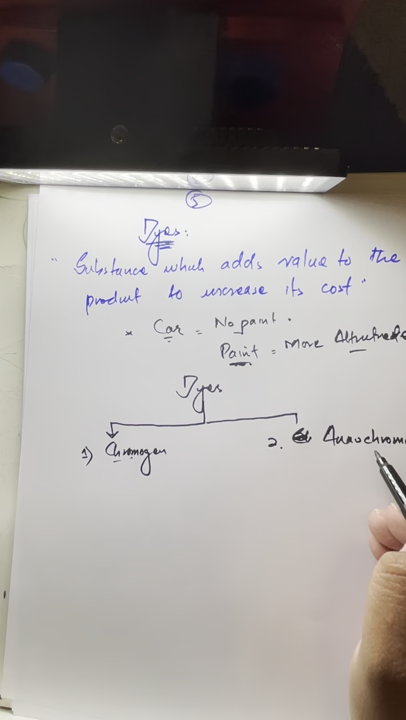 5
Dyes:
"Substance which adds value to the
product to increase its cost"
* Car = No paint.
Paint = More
Dyes
1) Chromogen
2. Auxochrom